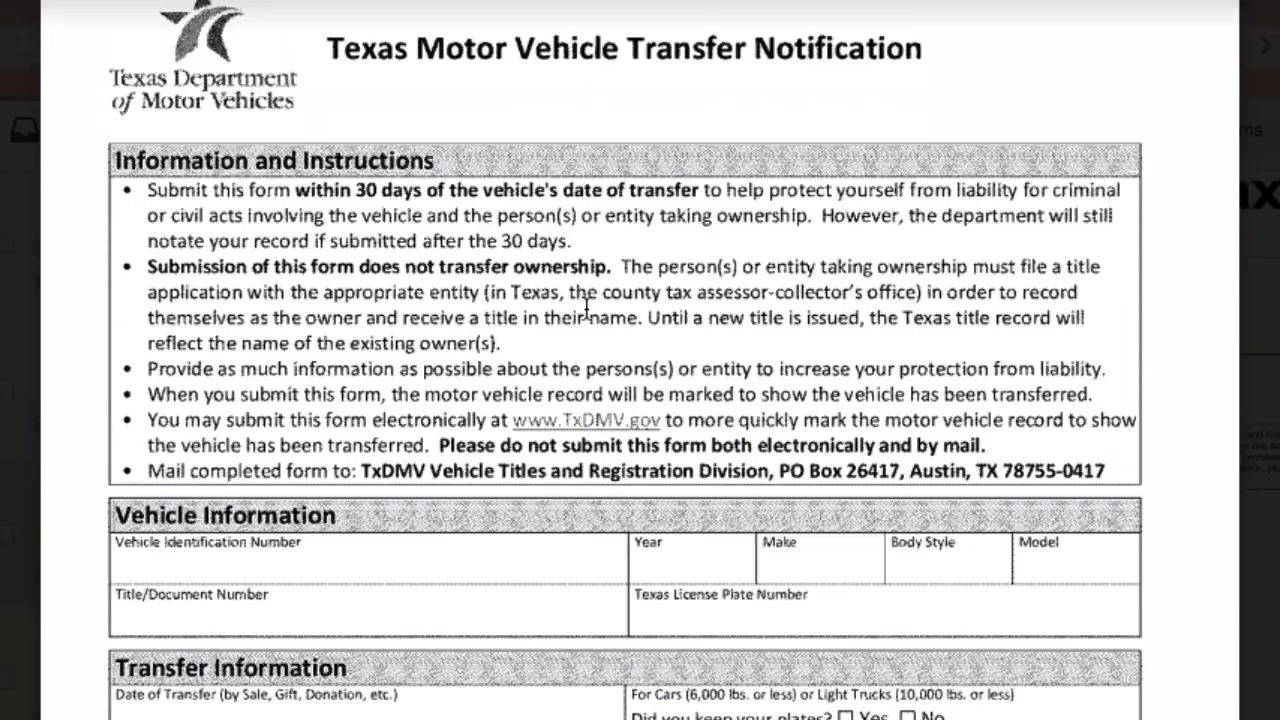 Texas Department
of Motor Vehicles
Texas Motor Vehicle Transfer Notification
Information and Instructions
• Submit this form within 30 days of the vehicle's date of transfer to help protect yourself from liability for criminal
or civil acts involving the vehicle and the person(s) or entity taking ownership.  However, the department will still
notate your record if submitted after the 30 days.
• Submission of this form does not transfer ownership.  The person(s) or entity taking ownership must file a title
application with the appropriate entity (in Texas, the county tax assessor-collector's office) in order to record
themselves as the owner and receive a title in their name. Until a new title is issued, the Texas title record will
reflect the name of the existing owner(s).
• Provide as much information as possible about the persons(s) or entity to increase your protection from liability.
• When you submit this form, the motor vehicle record will be marked to show the vehicle has been transferred.
• You may submit this form electronically at www.TxDMV.gov to more quickly mark the motor vehicle record to show
the vehicle has been transferred.  Please do not submit this form both electronically and by mail.
• Mail completed form to: TxDMV Vehicle Titles and Registration Division, PO Box 26417, Austin, TX 78755-0417
Vehicle Information
Vehicle Identification Number Year Make Body Style Model
Title/Document Number Texas License Plate Number
Transfer Information
Date of Transfer (by Sale, Gift, Donation, etc.) For Cars (6,000 lbs. or less) or Light Trucks (10,000 lbs. or less)
Did you keep your plates? ☐ Yes ☐ No